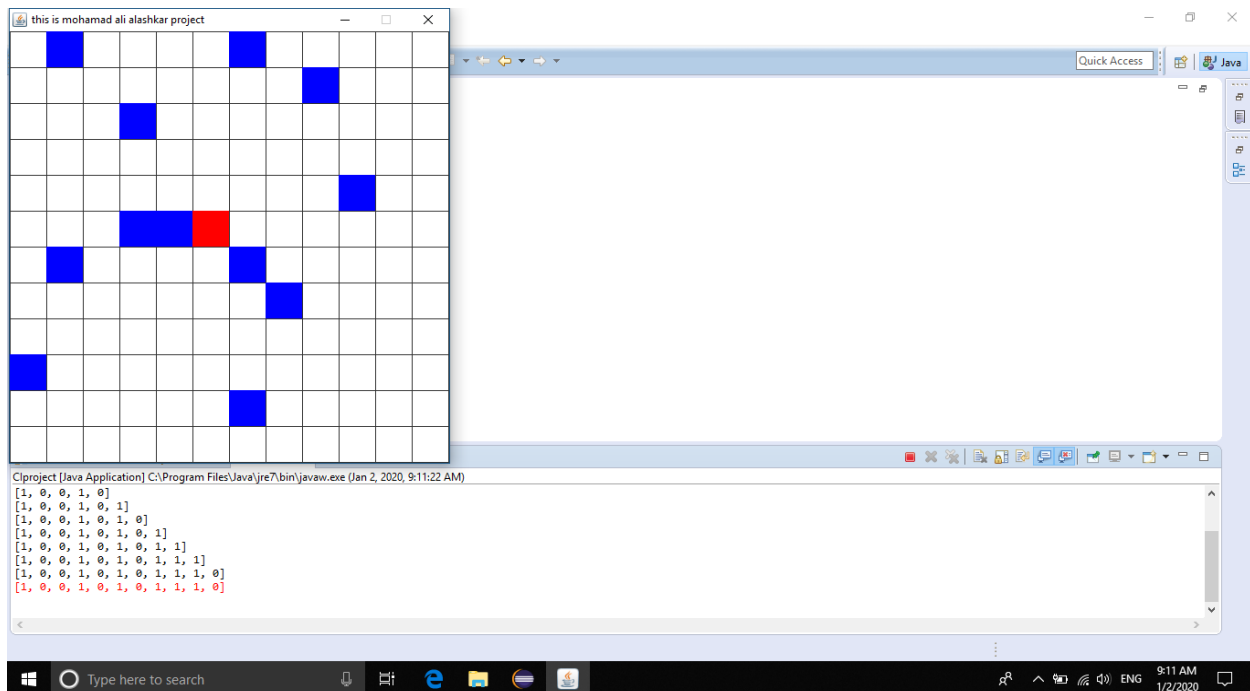 this is mohamad ali alashkar project
Quick Access
Java
Clproject [Java Application] C:\Program Files\Java\jre7\bin\javaw.exe (Jan 2, 2020, 9:11:22 AM)
[1, 0, 0, 1, 0]
[1, 0, 0, 1, 0, 1]
[1, 0, 0, 1, 0, 1, 0]
[1, 0, 0, 1, 0, 1, 0, 1]
[1, 0, 0, 1, 0, 1, 0, 1, 1]
[1, 0, 0, 1, 0, 1, 0, 1, 1, 1]
[1, 0, 0, 1, 0, 1, 0, 1, 1, 1, 0]
[1, 0, 0, 1, 0, 1, 0, 1, 1, 1, 0]
Type here to search
ENG
9:11 AM
1/2/2020